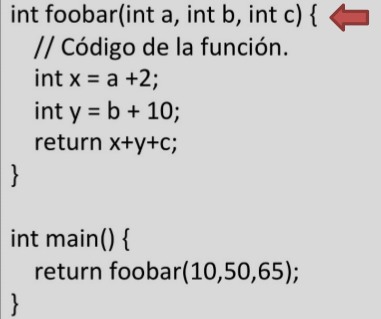 int foobar(int a, int b, int c) {
// Código de la función.
int x = a +2;
int y = b + 10;
return x+y+c;
}
int main() {
return foobar(10,50,65);
}